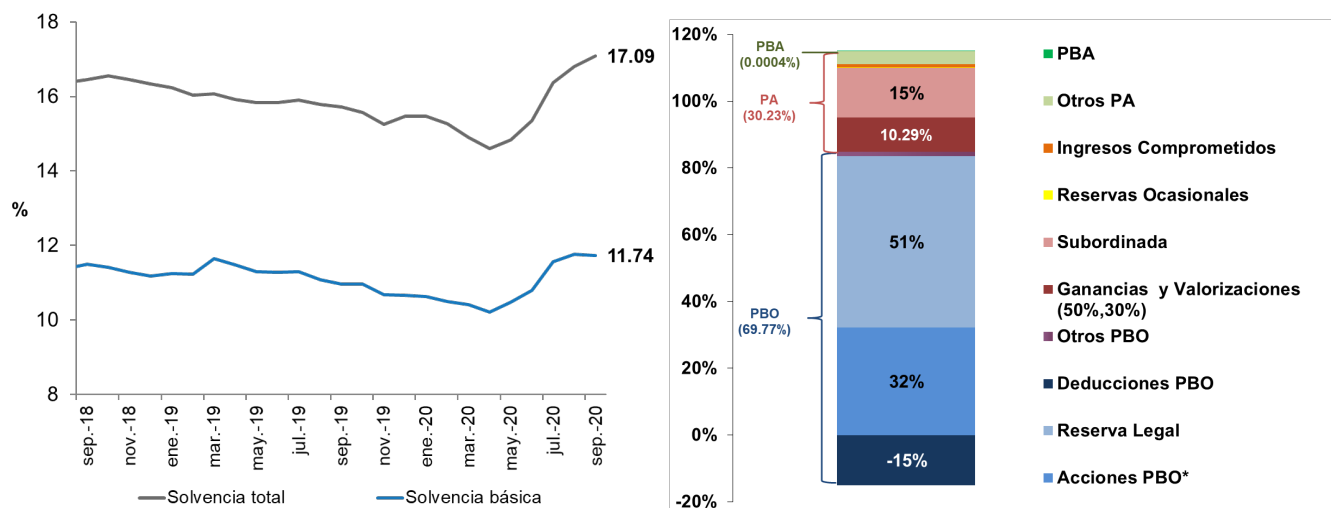 18
16
14
%
12
10
8
17.09
11.74
sep.-18
nov.-18
ene.-19
mar.-19
may.-19
jul.-19
sep.-19
nov.-19
ene.-20
mar.-20
may.-20
jul.-20
sep.-20
Solvencia total
Solvencia básica
120%
100%
80%
60%
40%
20%
0%
-20%
PBA
(0.0004%)
PA
(30.23%)
PBO
(69.77%)
15%
10.29%
51%
32%
-15%
PBA
Otros PA
Ingresos Comprometidos
Reservas Ocasionales
Subordinada
Ganancias y Valorizaciones
(50%,30%)
Otros PBO
Deducciones PBO
Reserva Legal
Acciones PBO*